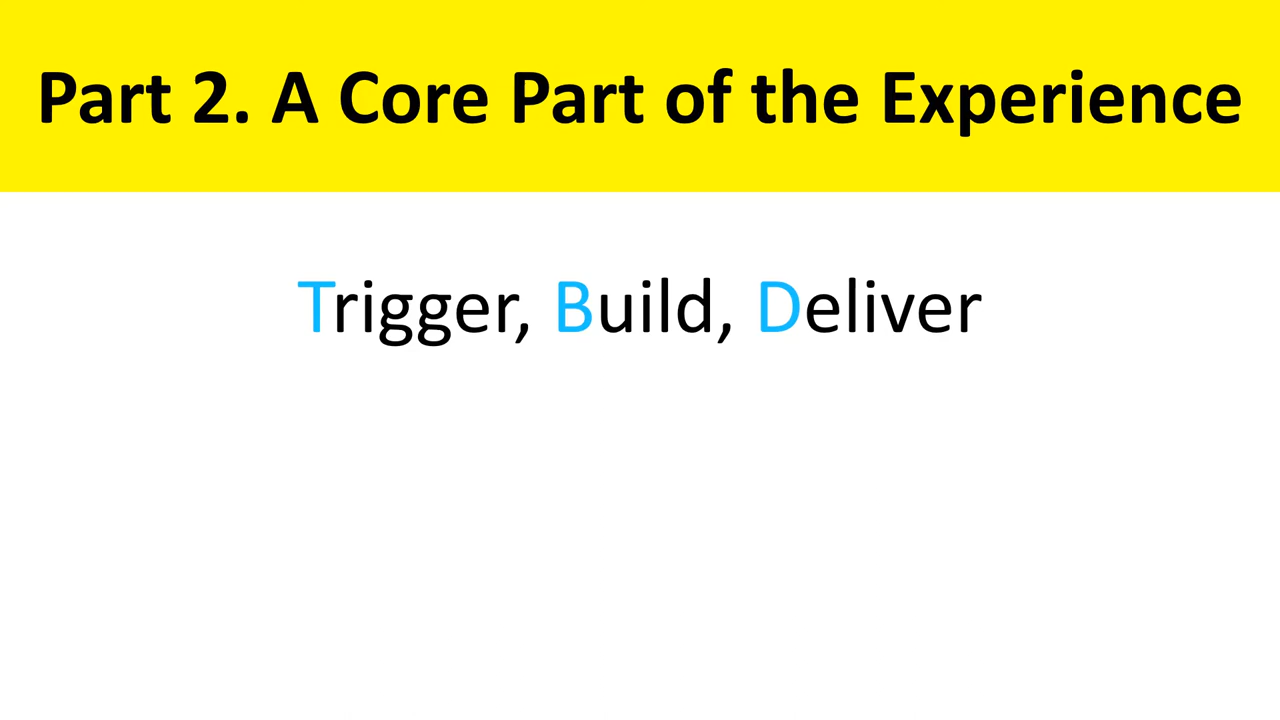 Part 2. A Core Part of the Experience
Trigger, Build, Deliver